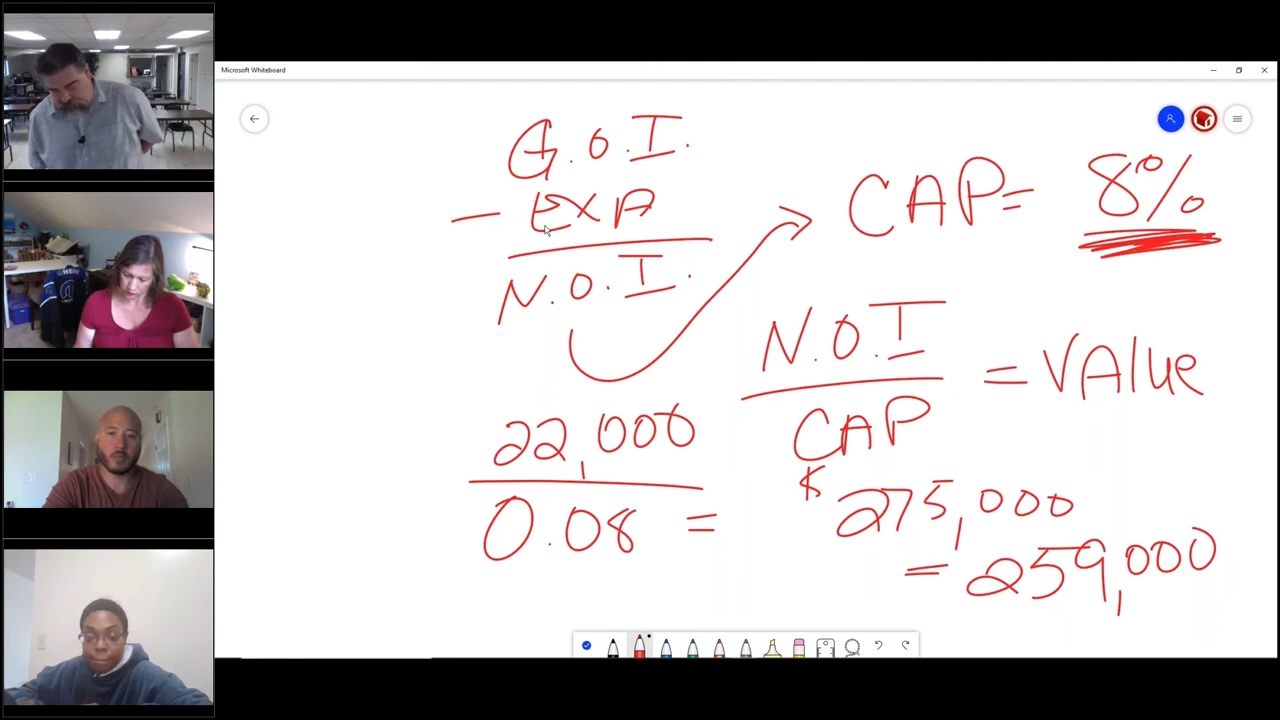 Microsoft Whiteboard
G.O.I.
- EXP
N.O.I.
CAP = 8%
N.O.I
CAP
= VAlue
22,000
0.08 =
$ 275,000
= 259,000